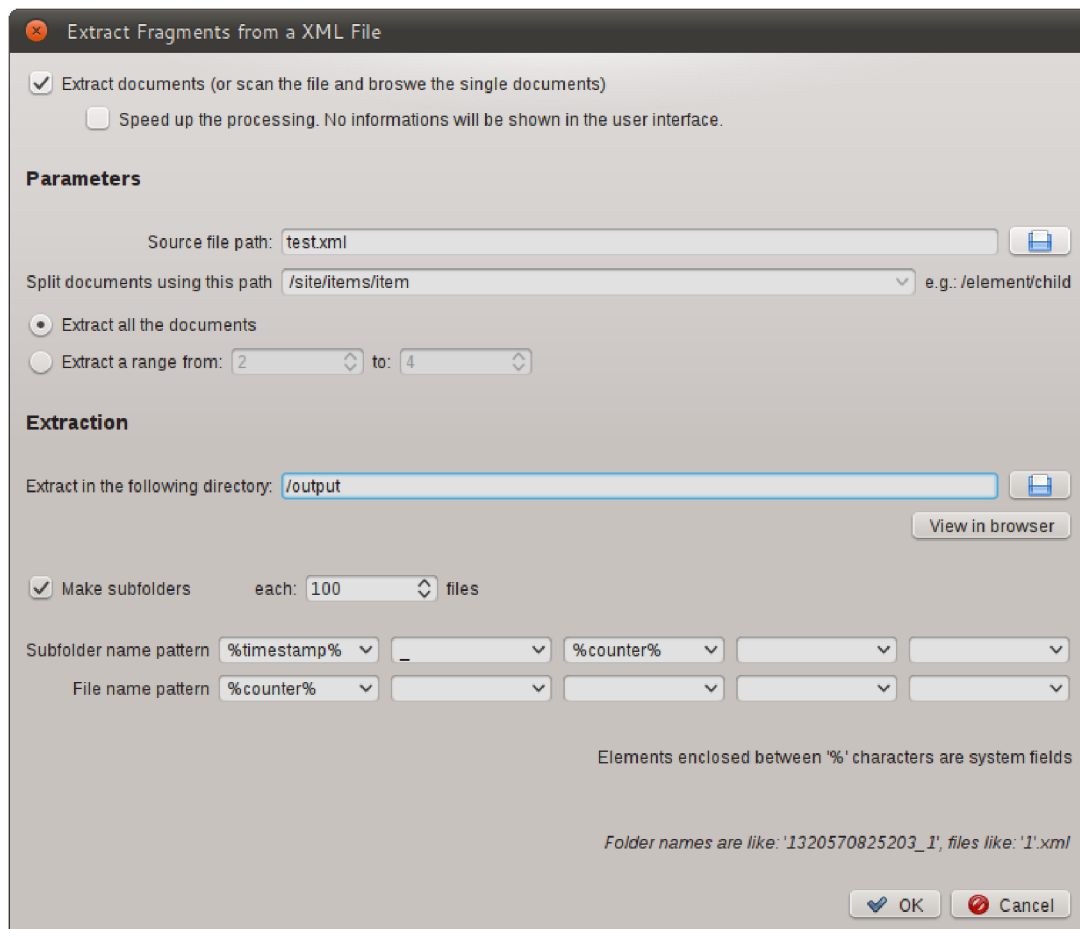 Extract Fragments from a XML File
Extract documents (or scan the file and broswe the single documents)
Speed up the processing. No informations will be shown in the user interface.
Parameters
Source file path: test.xml
Split documents using this path /site/items/item e.g.: /element/child
Extract all the documents
Extract a range from: 2 to: 4
Extraction
Extract in the following directory: /output
View in browser
Make subfolders each: 100 files
Subfolder name pattern %timestamp% _ %counter%
File name pattern %counter%
Elements enclosed between '%' characters are system fields
Folder names are like: '1320570825203_1', files like: '1'.xml
OK Cancel